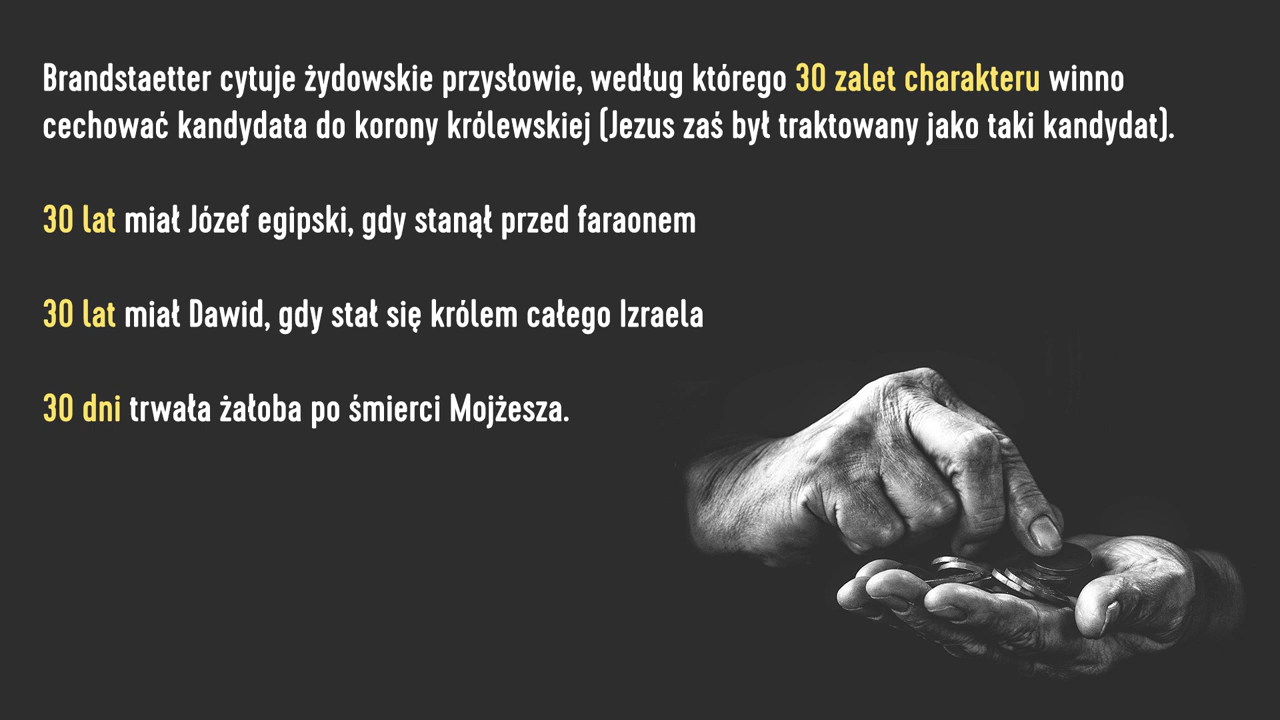 Brandstaetter cytuje żydowskie przysłowie, według którego 30 zalet charakteru winno
cechować kandydata do korony królewskiej (Jezus zaś był traktowany jako taki kandydat).
30 lat miał Józef egipski, gdy stanął przed faraonem
30 lat miał Dawid, gdy stał się królem całego Izraela
30 dni trwała żałoba po śmierci Mojżesza.